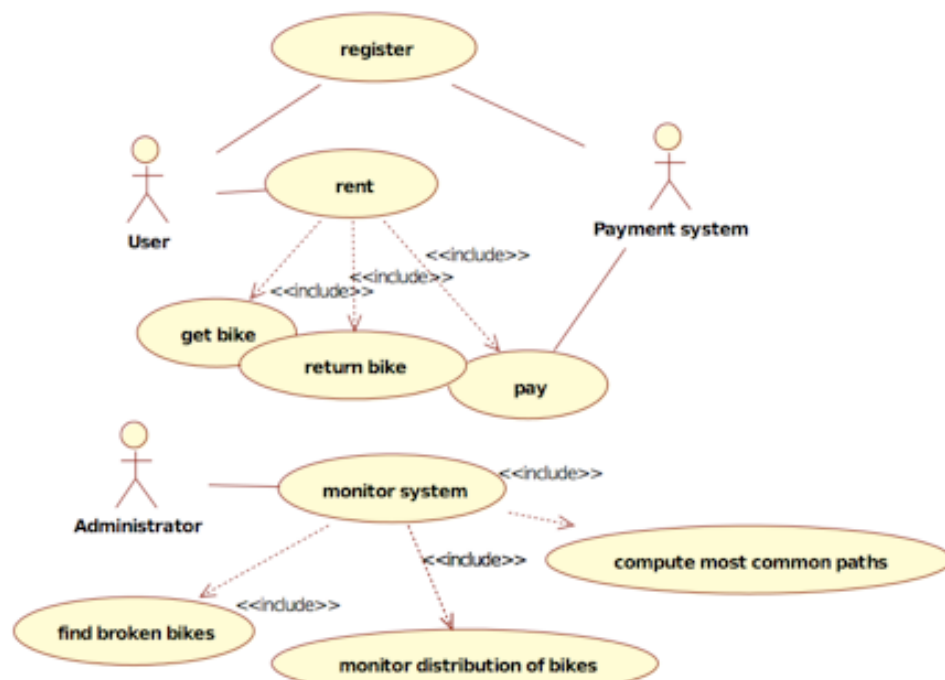 register
rent
User
Payment system
<<include>>
<<include>>
<<include>>
get bike
return bike
pay
monitor system
<<include>>
Administrator
<<include>>
compute most common paths
<<include>>
find broken bikes
monitor distribution of bikes